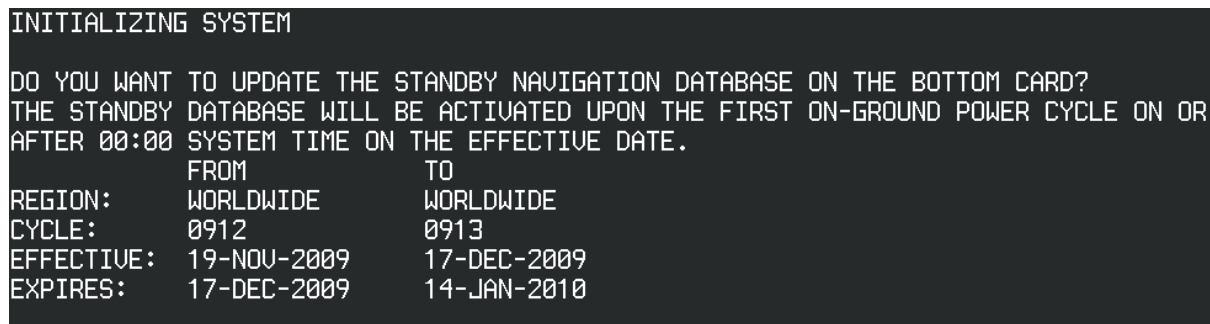 INITIALIZING SYSTEM
DO YOU WANT TO UPDATE THE STANDBY NAVIGATION DATABASE ON THE BOTTOM CARD?
THE STANDBY DATABASE WILL BE ACTIVATED UPON THE FIRST ON-GROUND POWER CYCLE ON OR
AFTER 00:00 SYSTEM TIME ON THE EFFECTIVE DATE.
FROM TO
REGION: WORLDWIDE WORLDWIDE
CYCLE: 0912 0913
EFFECTIVE: 19-NOV-2009 17-DEC-2009
EXPIRES: 17-DEC-2009 14-JAN-2010